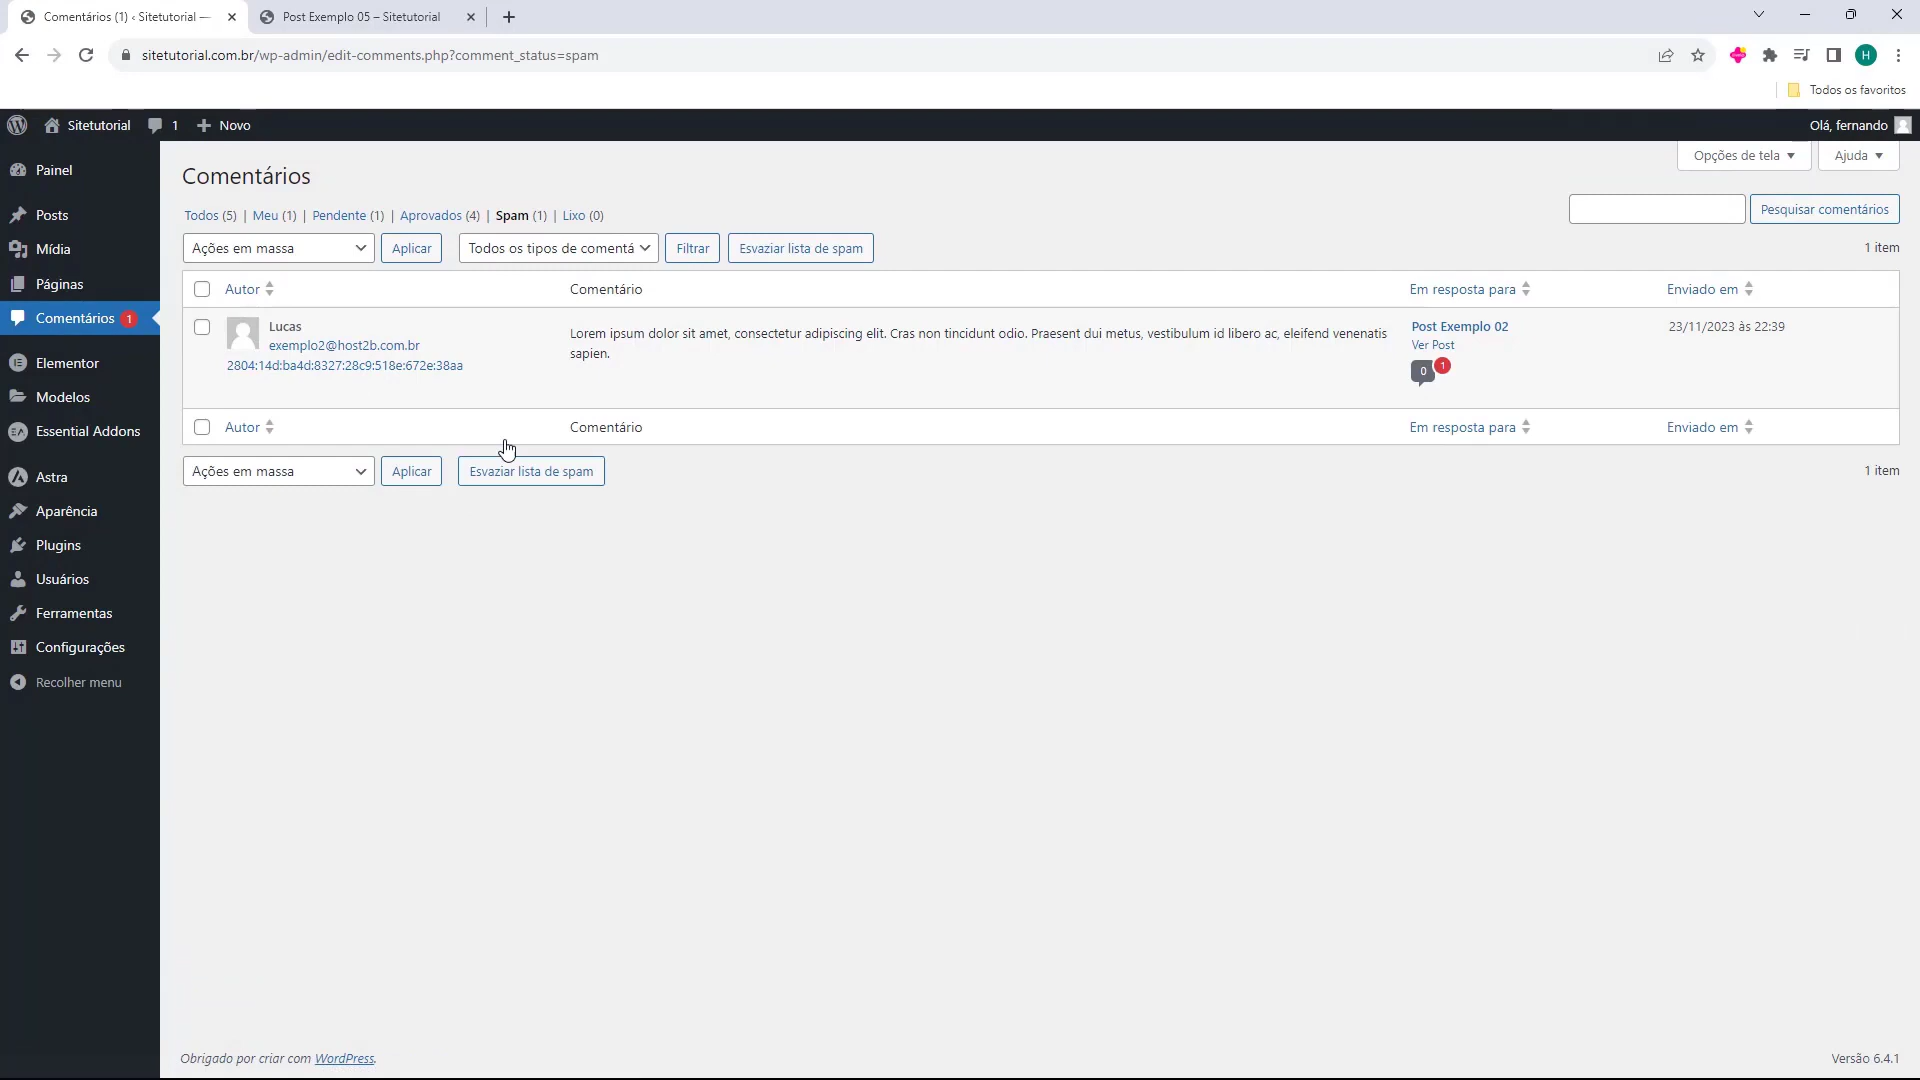 Comentários (1) ‹ Sitetutorial —
Post Exemplo 05 – Sitetutorial
sitetutorial.com.br/wp-admin/edit-comments.php?comment_status=spam
H
Todos os favoritos
Sitetutorial 1 Novo
Olá, fernando
Opções de tela
Ajuda
Painel
Posts
Mídia
Páginas
Comentários 1
Elementor
Modelos
Essential Addons
Astra
Aparência
Plugins
Usuários
Ferramentas
Configurações
Recolher menu
Comentários
Todos (5) | Meu (1) | Pendente (1) | Aprovados (4) | Spam (1) | Lixo (0)
Pesquisar comentários
Ações em massa
Aplicar
Todos os tipos de comentá
Filtrar
Esvaziar lista de spam
1 item
Autor
Comentário
Em resposta para
Enviado em
Lucas
exemplo2@host2b.com.br
2804:14d:ba4d:8327:28c9:518e:672e:38aa
Lorem ipsum dolor sit amet, consectetur adipiscing elit. Cras non tincidunt odio. Praesent dui metus, vestibulum id libero ac, eleifend venenatis
sapien.
Post Exemplo 02
Ver Post
0 1
23/11/2023 às 22:39
Autor
Comentário
Em resposta para
Enviado em
Ações em massa
Aplicar
Esvaziar lista de spam
1 item
Obrigado por criar com WordPress.
Versão 6.4.1